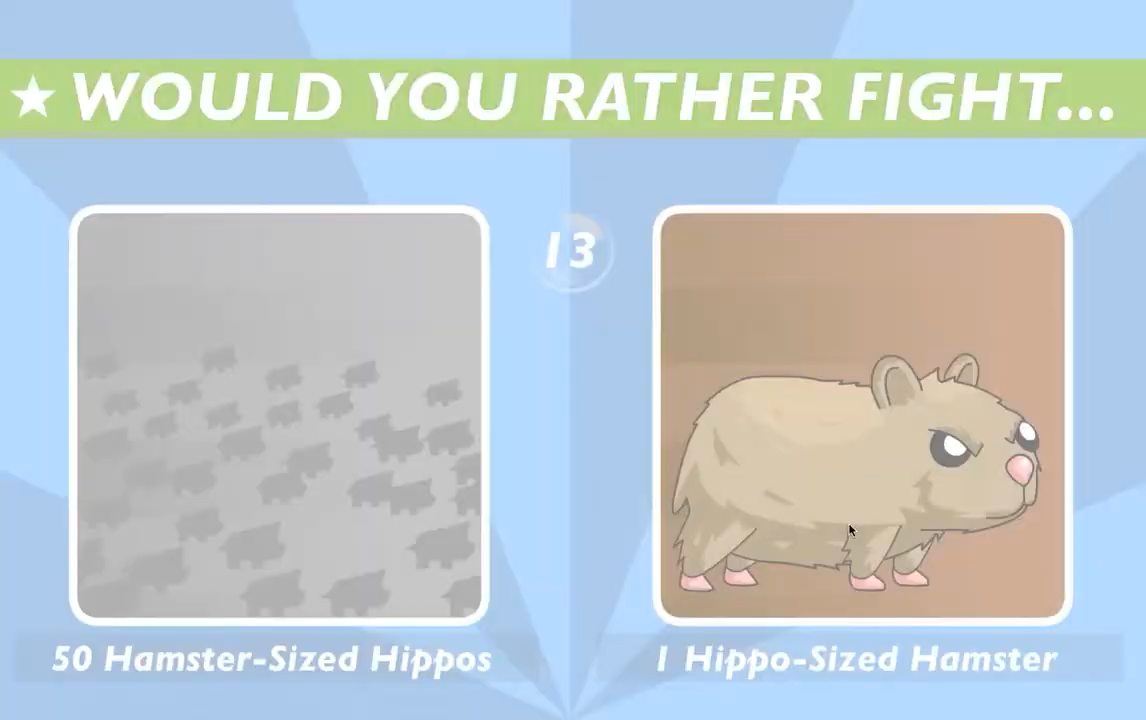 WOULD YOU RATHER FIGHT...
13
50 Hamster-Sized Hippos
1 Hippo-Sized Hamster